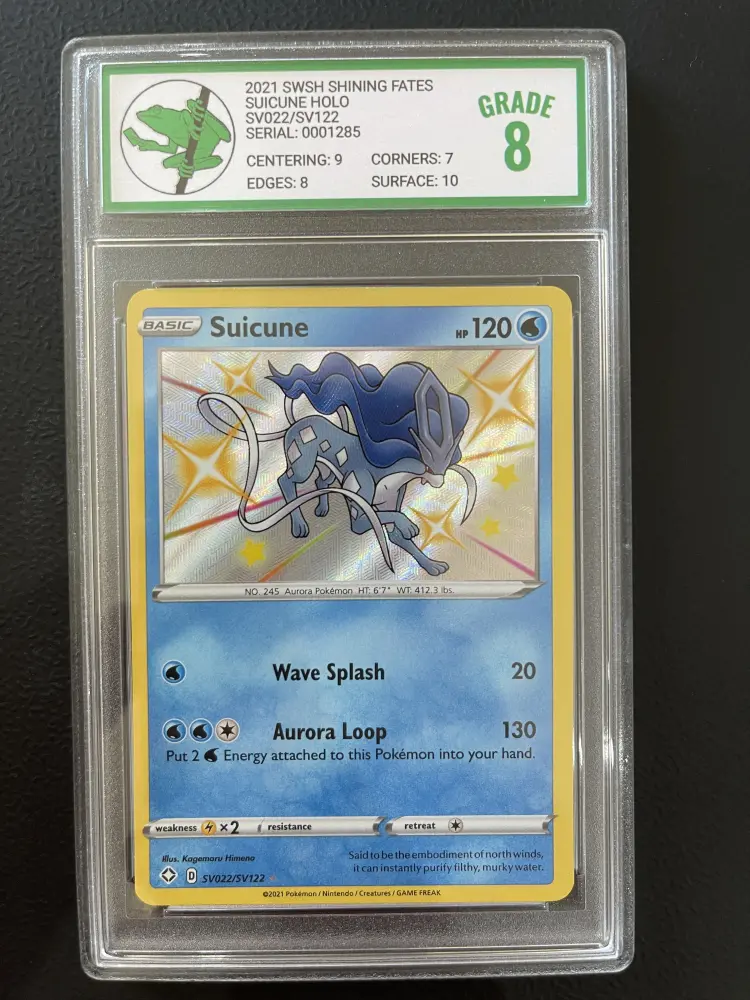 2021 SWSH SHINING FATES
SUICUNE HOLO
SV022/SV122
SERIAL: 0001285
CENTERING: 9 CORNERS: 7
EDGES: 8 SURFACE: 10
GRADE
8
BASIC Suicune HP 120
NO. 245 Aurora Pokémon HT: 6'7" WT: 412.3 lbs.
Wave Splash 20
Aurora Loop 130
Put 2 Energy attached to this Pokémon into your hand.
weakness ×2 resistance retreat
Illus. Kagemaru Himeno
Said to be the embodiment of north winds,
it can instantly purify filthy, murky water.
D SV022/SV122
©2021 Pokémon / Nintendo / Creatures / GAME FREAK